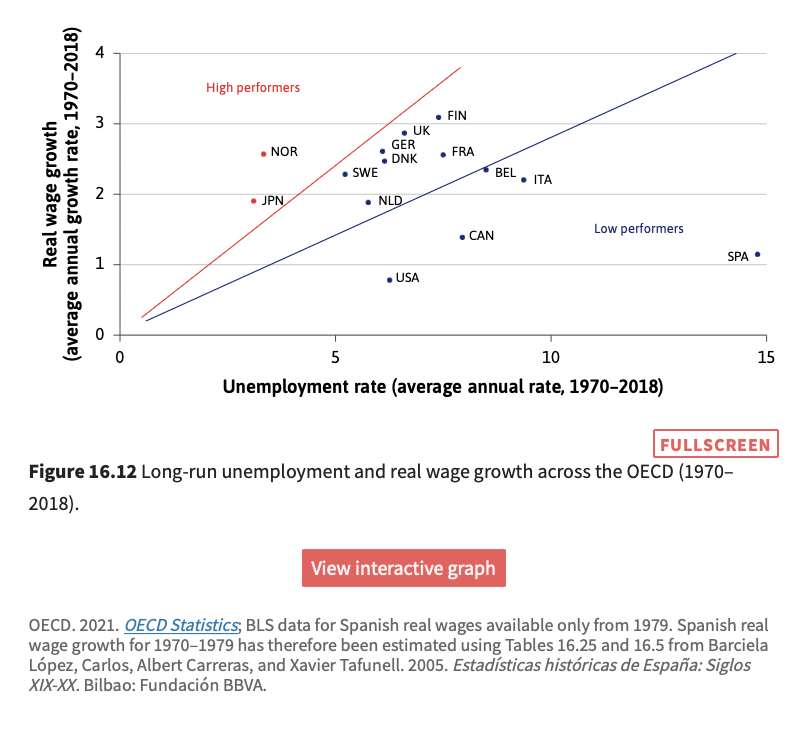 Real wage growth
(average annual growth rate, 1970–2018)
4
3
2
1
0
High performers
FIN
UK
GER
NOR
FRA
DNK
SWE
BEL
ITA
JPN
NLD
Low performers
CAN
SPA
USA
0
5
10
15
Unemployment rate (average annual rate, 1970–2018)
FULLSCREEN
Figure 16.12 Long-run unemployment and real wage growth across the OECD (1970–
2018).
View interactive graph
OECD. 2021. OECD Statistics; BLS data for Spanish real wages available only from 1979. Spanish real
wage growth for 1970–1979 has therefore been estimated using Tables 16.25 and 16.5 from Barciela
López, Carlos, Albert Carreras, and Xavier Tafunell. 2005. Estadísticas históricas de España: Siglos
XIX-XX. Bilbao: Fundación BBVA.